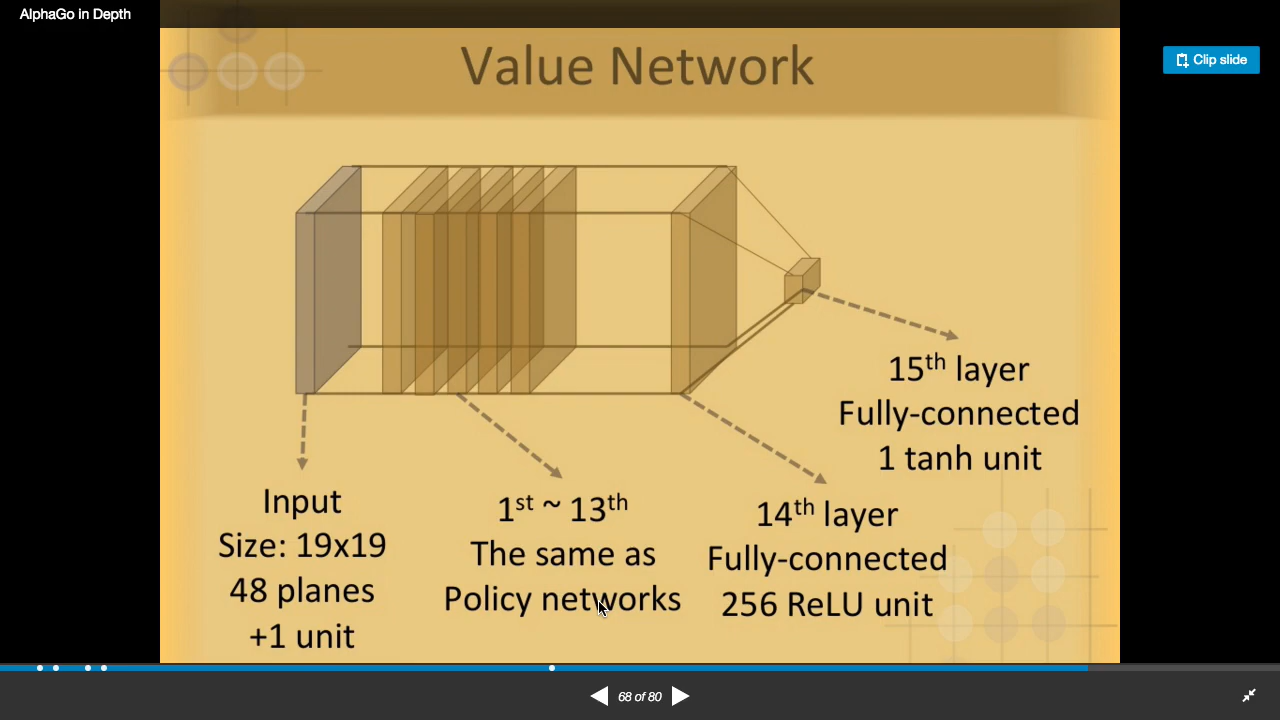 AlphaGo in Depth
Clip slide
Value Network
15th layer
Fully-connected
1 tanh unit
Input
Size: 19x19
48 planes
+1 unit
1st ~ 13th
The same as
Policy networks
14th layer
Fully-connected
256 ReLU unit
68 of 80